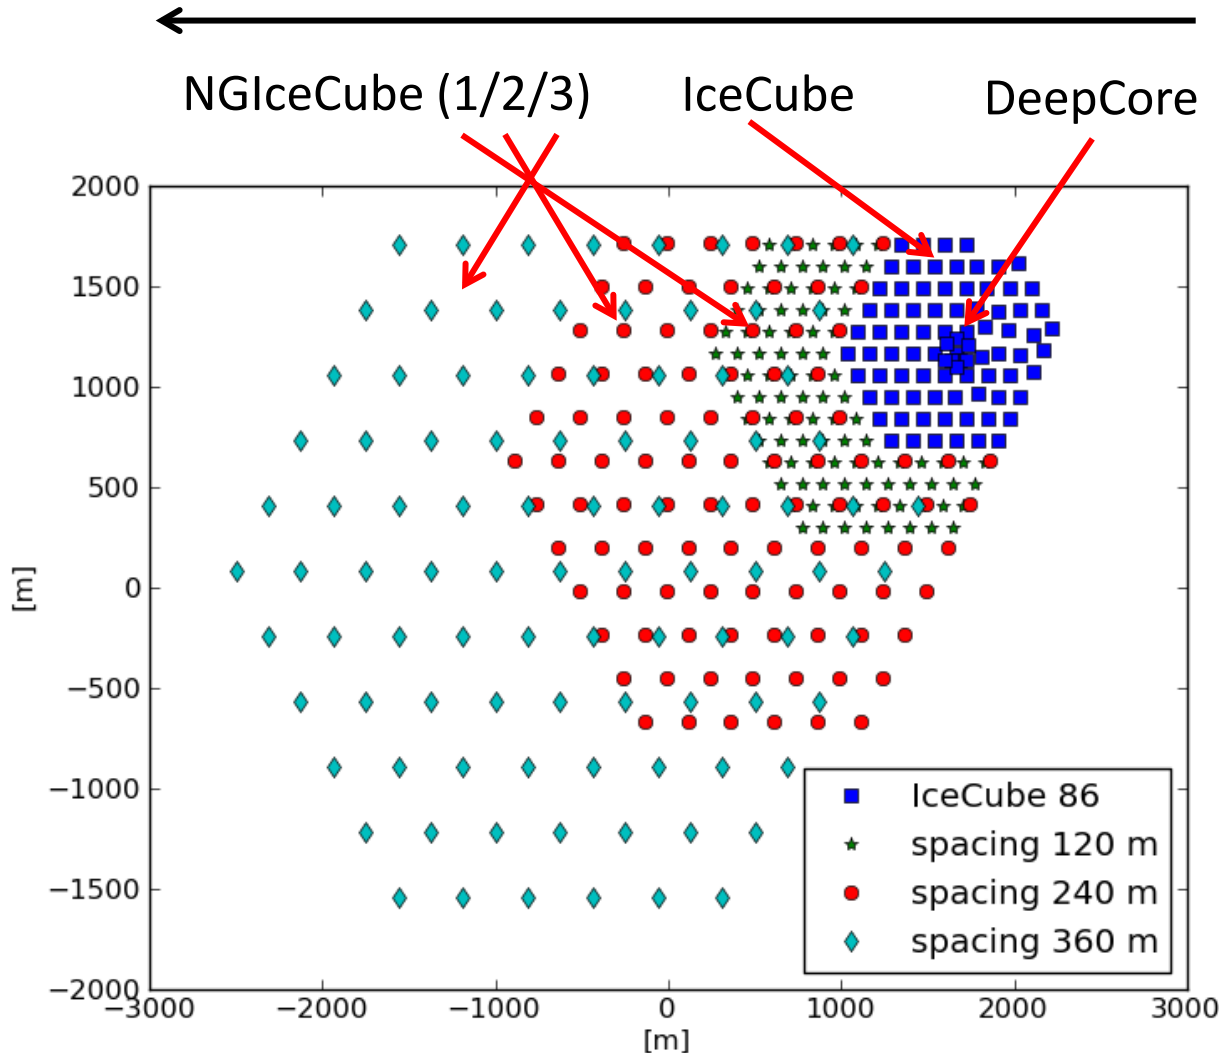 NGIceCube (1/2/3) IceCube DeepCore
2000
1500
1000
500
0
−500
−1000
−1500
−2000
[m]
IceCube 86
spacing 120 m
spacing 240 m
spacing 360 m
−3000 −2000 −1000 0 1000 2000 3000
[m]